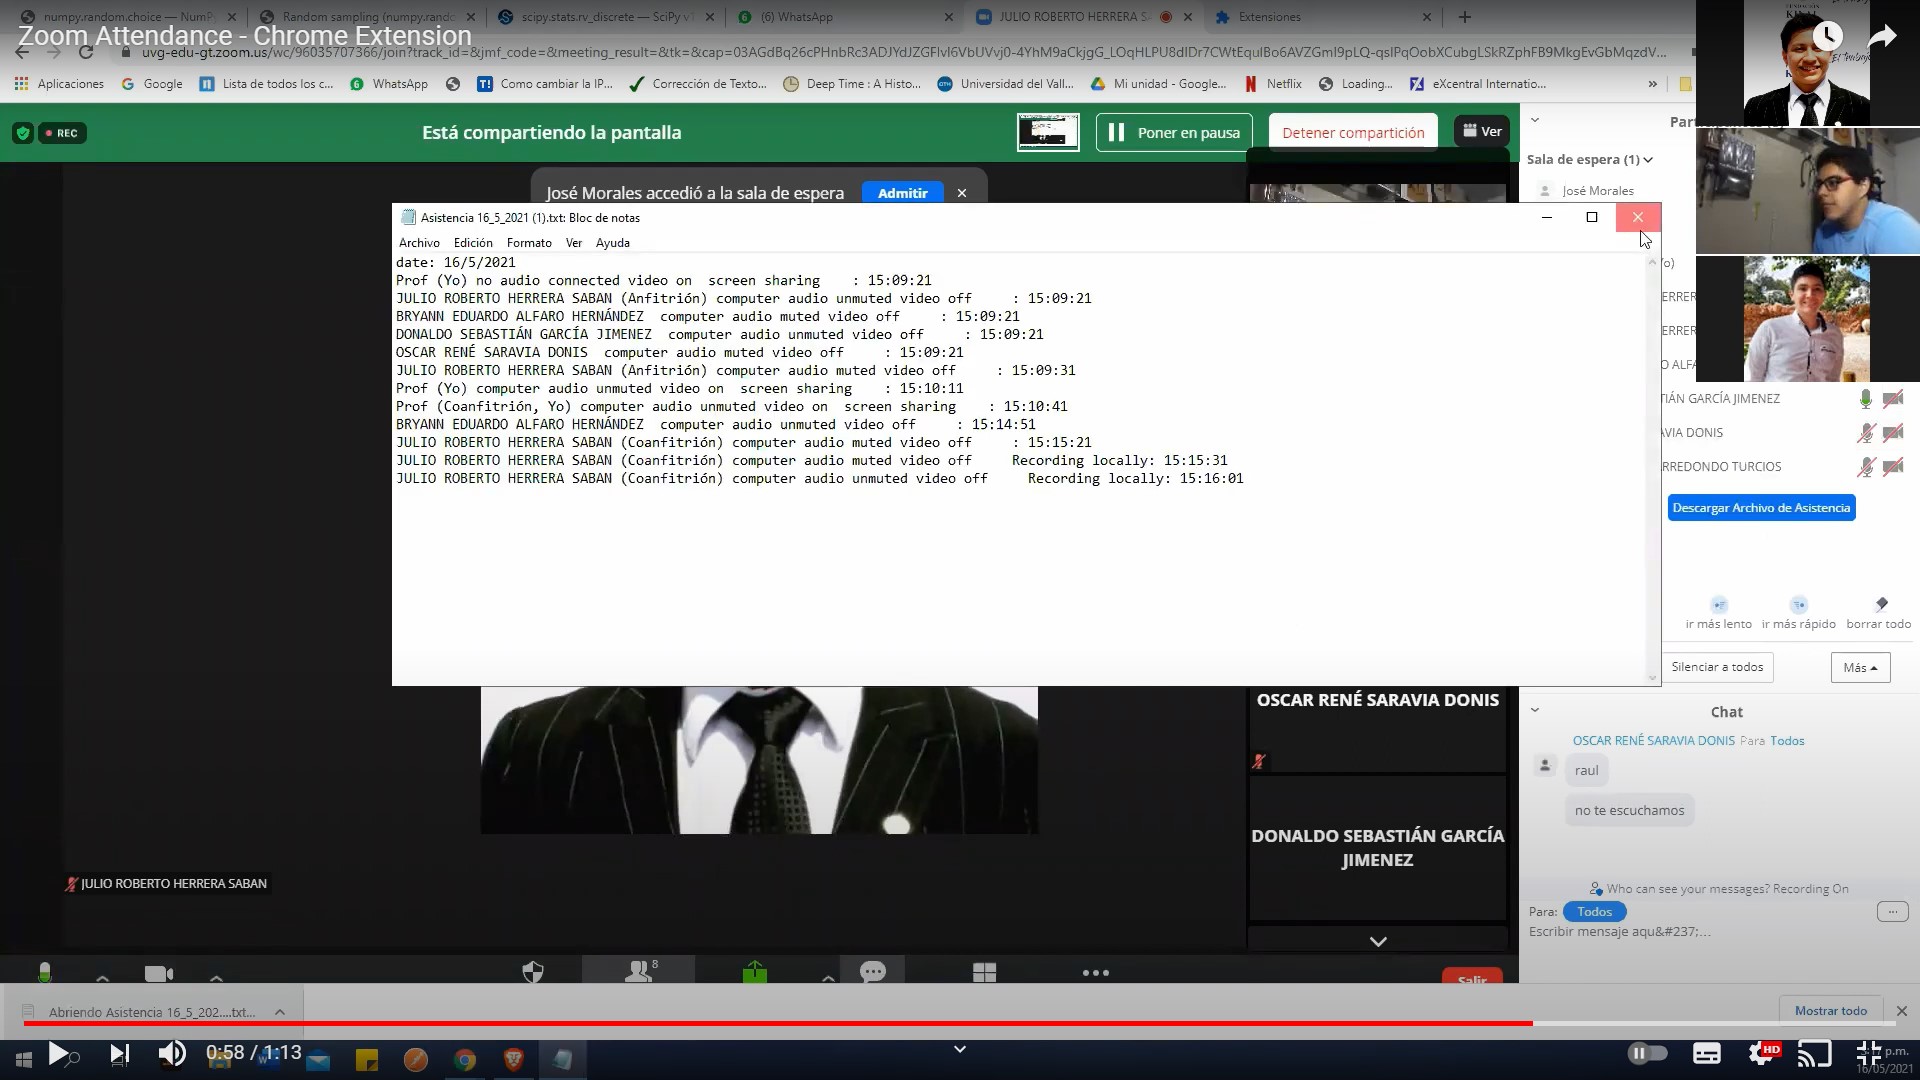 numpy.random.choice — NumP
Random sampling (numpy.rand
scipy.stats.rv_discrete — SciPy v1
(6) WhatsApp
JULIO ROBERTO HERRERA S
Extensiones
Zoom Attendance - Chrome Extension
uvg-edu-gt.zoom.us/wc/96035707366/join?track_id=&jmf_code=&meeting_result=&tk=&cap=
Aplicaciones
Google
Lista de todos los c...
WhatsApp
Como cambiar la IP...
Corrección de Texto...
Deep Time : A Histo...
Universidad del Vall...
Mi unidad - Google...
Netflix
Loading...
eXcentral Internatio...
»
REC
Está compartiendo la pantalla
Poner en pausa
Detener compartición
Ver
Part
Sala de espera (1)
José Morales
José Morales accedió a la sala de espera
Admitir
Asistencia 16_5_2021 (1).txt: Bloc de notas
Archivo Edición Formato Ver Ayuda
date: 16/5/2021
Prof (Yo) no audio connected video on  screen sharing    : 15:09:21
JULIO ROBERTO HERRERA SABAN (Anfitrión) computer audio unmuted video off     : 15:09:21
BRYANN EDUARDO ALFARO HERNÁNDEZ  computer audio muted video off     : 15:09:21
DONALDO SEBASTIÁN GARCÍA JIMENEZ  computer audio unmuted video off     : 15:09:21
OSCAR RENÉ SARAVIA DONIS  computer audio muted video off     : 15:09:21
JULIO ROBERTO HERRERA SABAN (Anfitrión) computer audio muted video off     : 15:09:31
Prof (Yo) computer audio unmuted video on  screen sharing    : 15:10:11
Prof (Coanfitrión, Yo) computer audio unmuted video on  screen sharing    : 15:10:41
BRYANN EDUARDO ALFARO HERNÁNDEZ  computer audio unmuted video off     : 15:14:51
JULIO ROBERTO HERRERA SABAN (Coanfitrión) computer audio muted video off     : 15:15:21
JULIO ROBERTO HERRERA SABAN (Coanfitrión) computer audio muted video off     Recording locally: 15:15:31
JULIO ROBERTO HERRERA SABAN (Coanfitrión) computer audio unmuted video off     Recording locally: 15:16:01
o)
ERRER
ERRER
O ALFA
TIÁN GARCÍA JIMENEZ
AVIA DONIS
RREDONDO TURCIOS
Descargar Archivo de Asistencia
ir más lento
ir más rápido
borrar todo
Silenciar a todos
Más
OSCAR RENÉ SARAVIA DONIS
DONALDO SEBASTIÁN GARCÍA
JIMENEZ
Chat
OSCAR RENÉ SARAVIA DONIS Para Todos
raul
no te escuchamos
Who can see your messages? Recording On
Para: Todos
Escribir mensaje aqu&#237;...
JULIO ROBERTO HERRERA SABAN
8
Salir
Abriendo Asistencia 16_5_202....txt...
Mostrar todo
0:58 / 1:13
HD
p.m.
16/05/2021